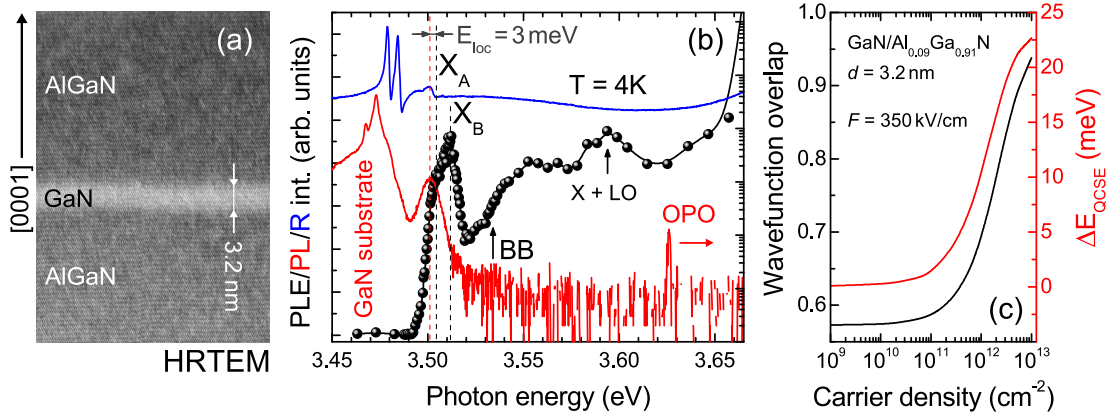 (a)
AlGaN
[0001]
GaN
3.2 nm
AlGaN
HRTEM
(b)
E_loc = 3 meV
X_A
T = 4K
X_B
X + LO
BB
OPO
GaN substrate
PLE/PL/R int. (arb. units)
3.45 3.50 3.55 3.60 3.65
Photon energy (eV)
(c)
GaN/Al_0.09Ga_0.91N
d = 3.2 nm
F = 350 kV/cm
Wavefunction overlap
1.0
0.9
0.8
0.7
0.6
25
20
15
10
5
0
ΔE_QCSE (meV)
10^9 10^10 10^11 10^12 10^13
Carrier density (cm^-2)